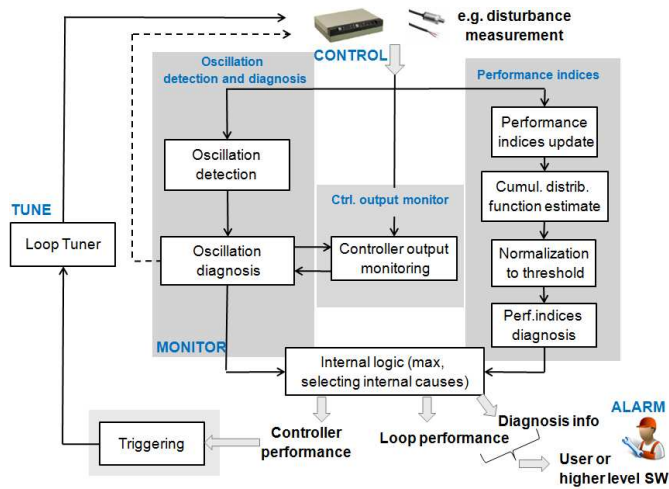 e.g. disturbance
measurement
CONTROL
Oscillation
detection and diagnosis
Performance indices
Performance
indices update
Oscillation
detection
Cumul. distrib.
function estimate
Ctrl. output monitor
TUNE
Loop Tuner
Oscillation
diagnosis
Controller output
monitoring
Normalization
to threshold
Perf.indices
diagnosis
MONITOR
Internal logic (max,
selecting internal causes)
Triggering
Controller
performance
Loop performance
Diagnosis info
ALARM
User or
higher level SW